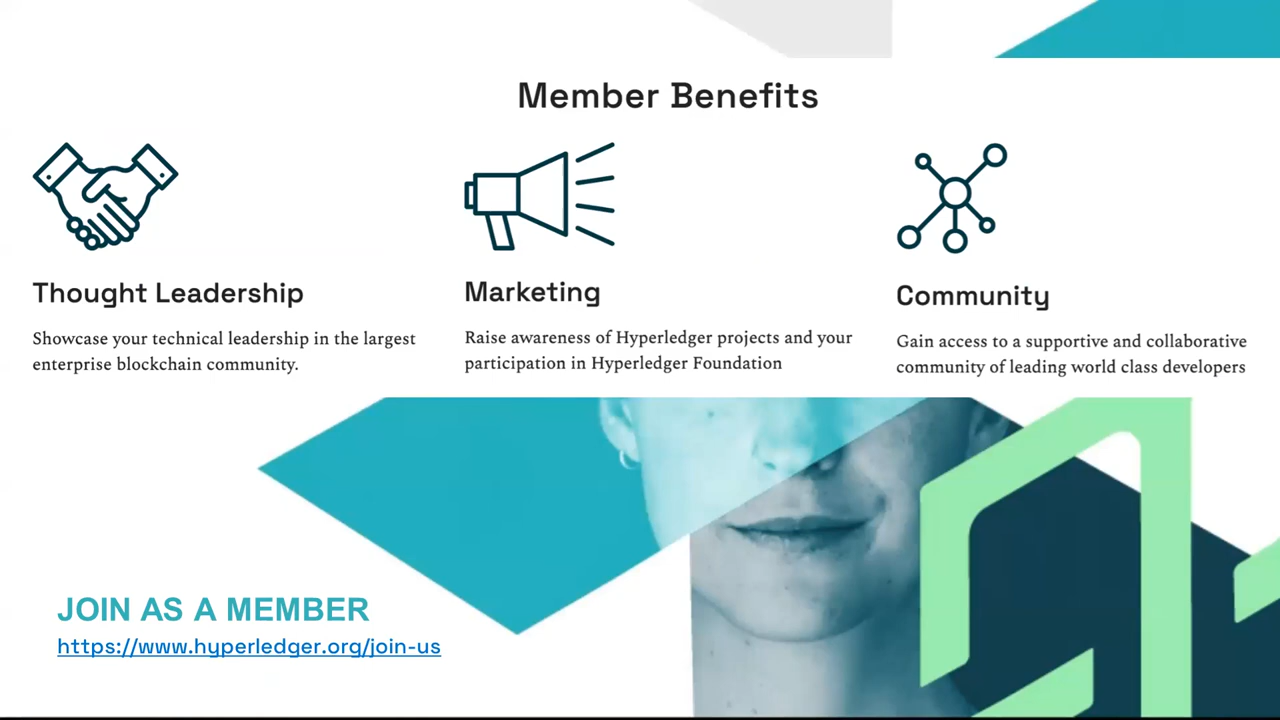 Member Benefits
Thought Leadership
Showcase your technical leadership in the largest
enterprise blockchain community.
Marketing
Raise awareness of Hyperledger projects and your
participation in Hyperledger Foundation
Community
Gain access to a supportive and collaborative
community of leading world class developers
JOIN AS A MEMBER
https://www.hyperledger.org/join-us